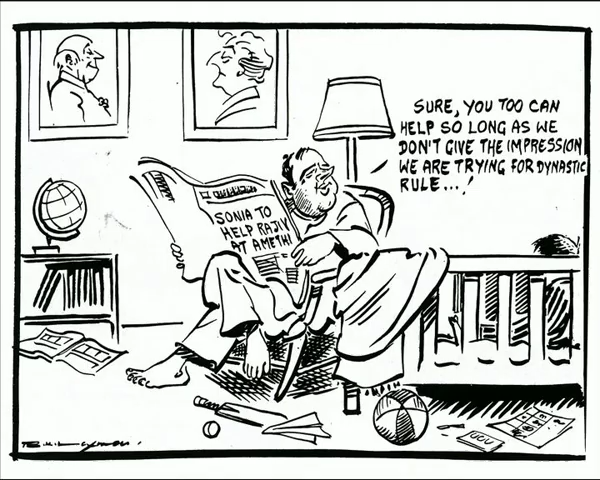 SURE, YOU TOO CAN
HELP SO LONG AS WE
DON'T GIVE THE IMPRESSION
WE ARE TRYING FOR DYNASTIC
RULE...!
SONIA TO
HELP RAJIV
AT AMETHI